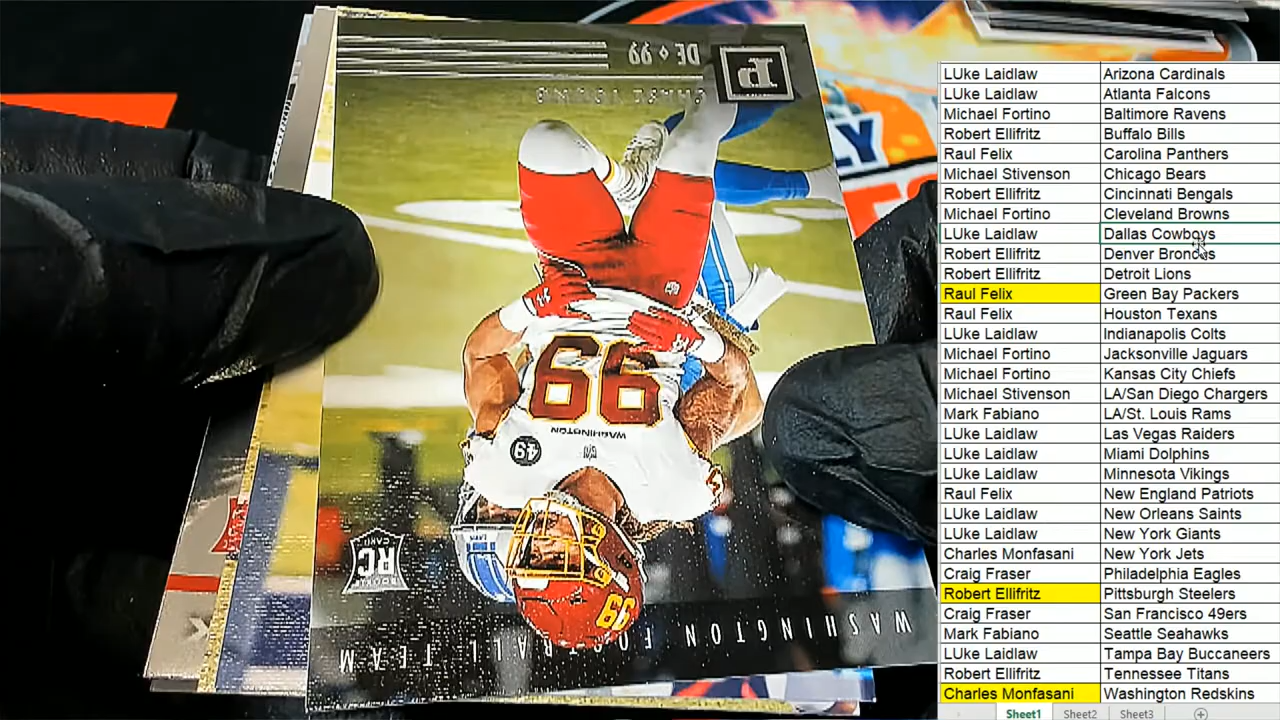 DE ◊ 99
CHASE YOUNG
99
WASHINGTON
49
RC
ROOKIE
CARD
99
WASHINGTON FOOTBALL TEAM
LY
LUke Laidlaw Arizona Cardinals
LUke Laidlaw Atlanta Falcons
Michael Fortino Baltimore Ravens
Robert Ellifritz Buffalo Bills
Raul Felix Carolina Panthers
Michael Stivenson Chicago Bears
Robert Ellifritz Cincinnati Bengals
Michael Fortino Cleveland Browns
LUke Laidlaw Dallas Cowboys
Robert Ellifritz Denver Broncos
Robert Ellifritz Detroit Lions
Raul Felix Green Bay Packers
Raul Felix Houston Texans
LUke Laidlaw Indianapolis Colts
Michael Fortino Jacksonville Jaguars
Michael Fortino Kansas City Chiefs
Michael Stivenson LA/San Diego Chargers
Mark Fabiano LA/St. Louis Rams
LUke Laidlaw Las Vegas Raiders
LUke Laidlaw Miami Dolphins
LUke Laidlaw Minnesota Vikings
Raul Felix New England Patriots
LUke Laidlaw New Orleans Saints
LUke Laidlaw New York Giants
Charles Monfasani New York Jets
Craig Fraser Philadelphia Eagles
Robert Ellifritz Pittsburgh Steelers
Craig Fraser San Francisco 49ers
Mark Fabiano Seattle Seahawks
LUke Laidlaw Tampa Bay Buccaneers
Robert Ellifritz Tennessee Titans
Charles Monfasani Washington Redskins
Sheet1 Sheet2 Sheet3